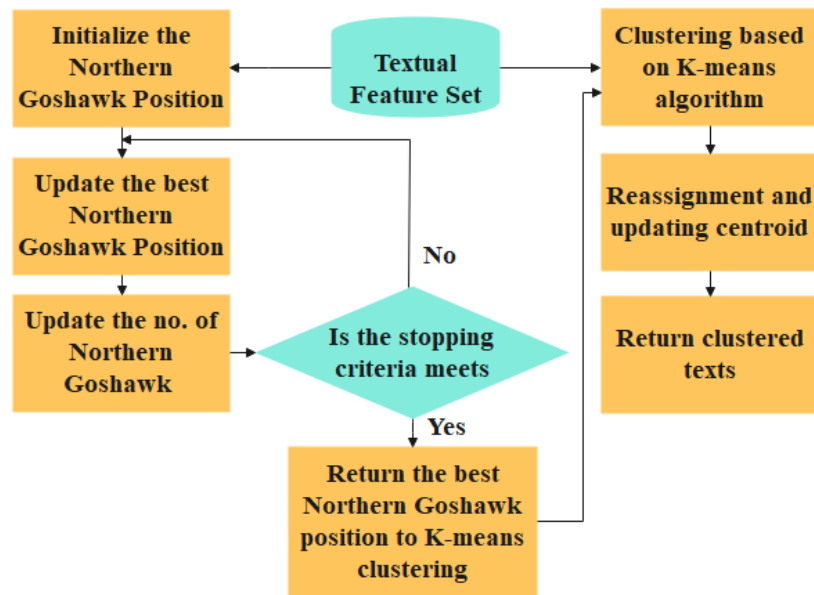 Initialize the
Northern
Goshawk Position
Textual
Feature Set
Clustering based
on K-means
algorithm
Update the best
Northern
Goshawk Position
Reassignment and
updating centroid
No
Update the no. of
Northern
Goshawk
Is the stopping
criteria meets
Return clustered
texts
Yes
Return the best
Northern Goshawk
position to K-means
clustering